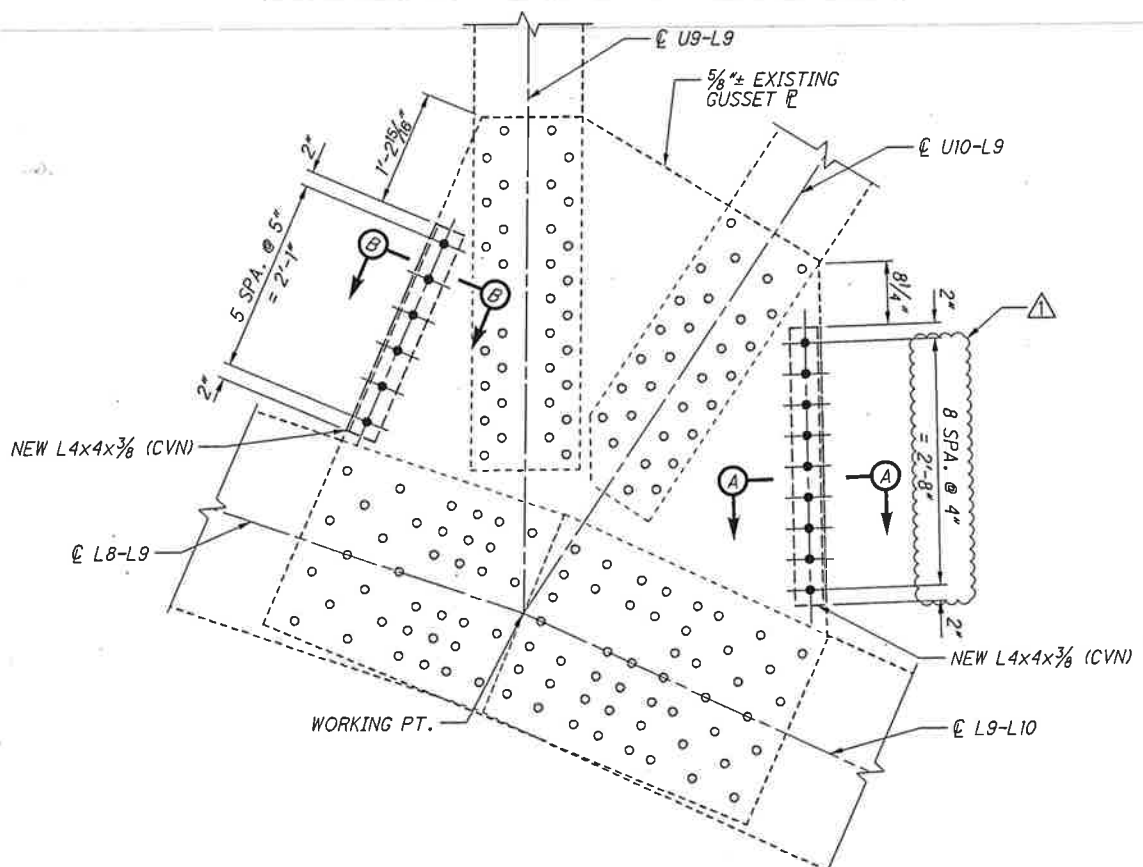 ℄ U9-L9
5/8"± EXISTING
GUSSET ℙL
℄ U10-L9
1'-2 15/16"
2"
5 SPA. @ 5"
= 2'-1"
2"
B
B
8 1/4"
2"
1
8 SPA. @ 4"
= 2'-8"
2"
A
A
NEW L4x4x3/8 (CVN)
℄ L8-L9
NEW L4x4x3/8 (CVN)
WORKING PT.
℄ L9-L10